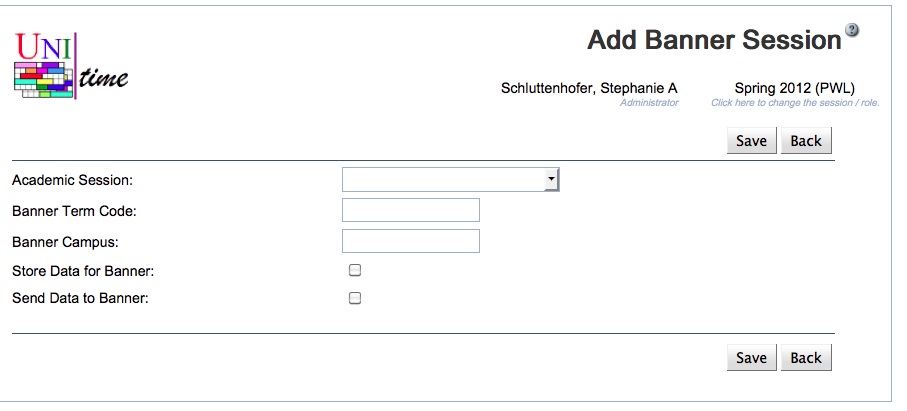 UNI
time
Add Banner Session ?
Schluttenhofer, Stephanie A
Administrator
Spring 2012 (PWL)
Click here to change the session / role.
Save Back
Academic Session:
Banner Term Code:
Banner Campus:
Store Data for Banner:
Send Data to Banner:
Save Back